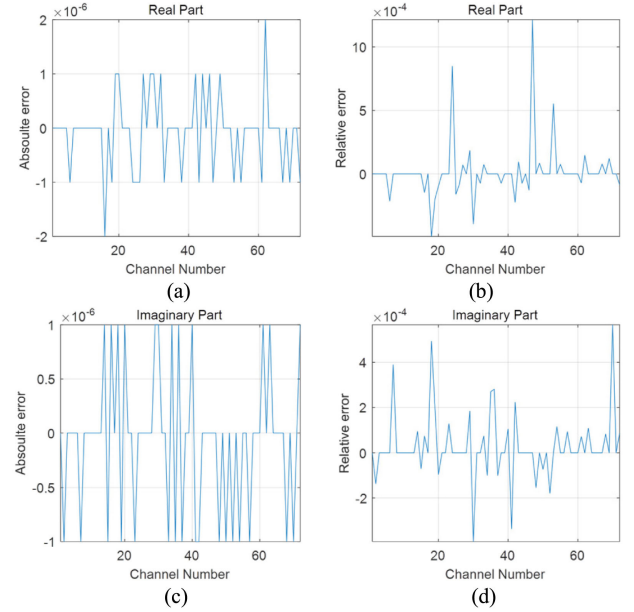 ×10⁻⁶ Real Part
2
1
0
-1
-2
Absoulte error
20 40 60
Channel Number
(a)
×10⁻⁴ Real Part
10
5
0
Relative error
20 40 60
Channel Number
(b)
×10⁻⁶ Imaginary Part
1
0.5
0
-0.5
-1
Absoulte error
20 40 60
Channel Number
(c)
×10⁻⁴ Imaginary Part
4
2
0
-2
Relative error
20 40 60
Channel Number
(d)